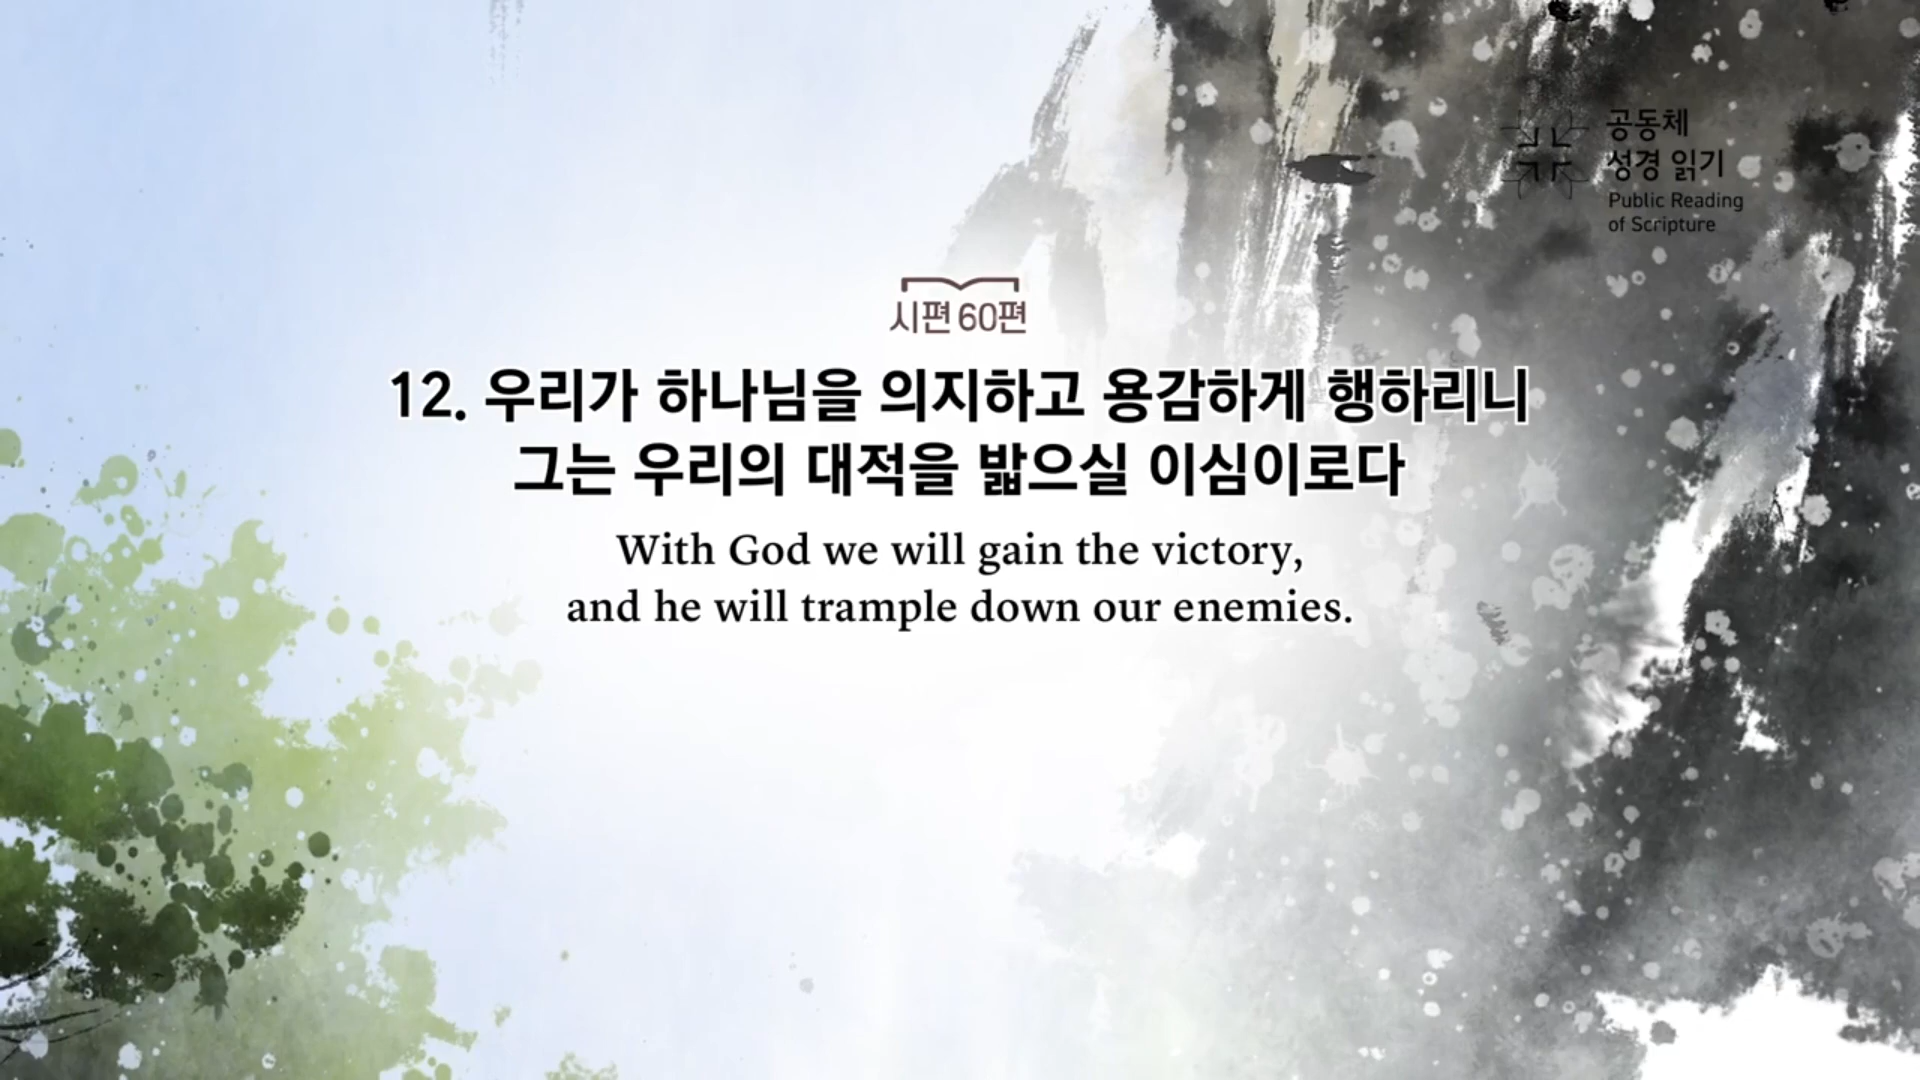 공동체
성경 읽기
Public Reading
of Scripture
시편 60편
12. 우리가 하나님을 의지하고 용감하게 행하리니
그는 우리의 대적을 밟으실 이심이로다
With God we will gain the victory,
and he will trample down our enemies.